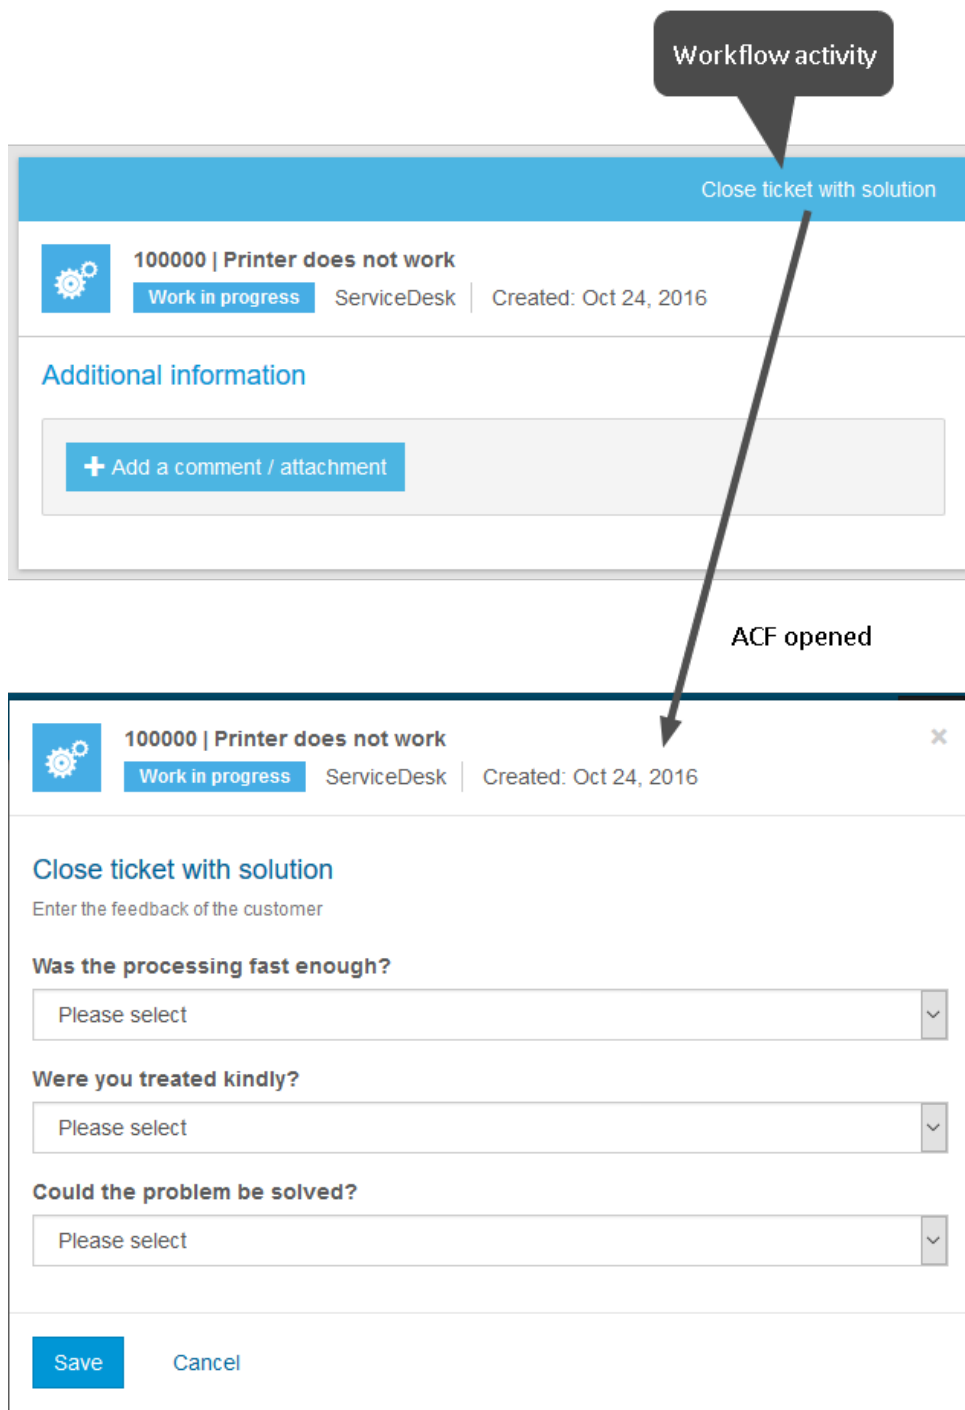 Workflow activity
Close ticket with solution
100000 | Printer does not work
Work in progress ServiceDesk Created: Oct 24, 2016
Additional information
Add a comment / attachment
ACF opened
100000 | Printer does not work
Work in progress ServiceDesk Created: Oct 24, 2016
Close ticket with solution
Enter the feedback of the customer
Was the processing fast enough?
Please select
Were you treated kindly?
Please select
Could the problem be solved?
Please select
Save Cancel